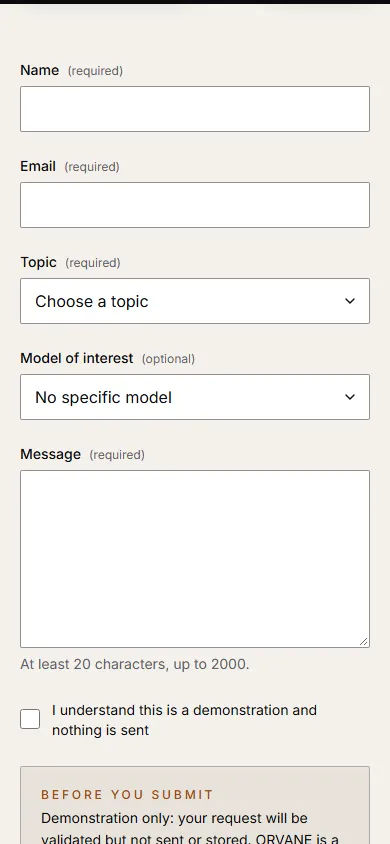 Name (required)
Email (required)
Topic (required)
Choose a topic
Model of interest (optional)
No specific model
Message (required)
At least 20 characters, up to 2000.
I understand this is a demonstration and
nothing is sent
BEFORE YOU SUBMIT
Demonstration only: your request will be
validated but not sent or stored. ORVANE is a